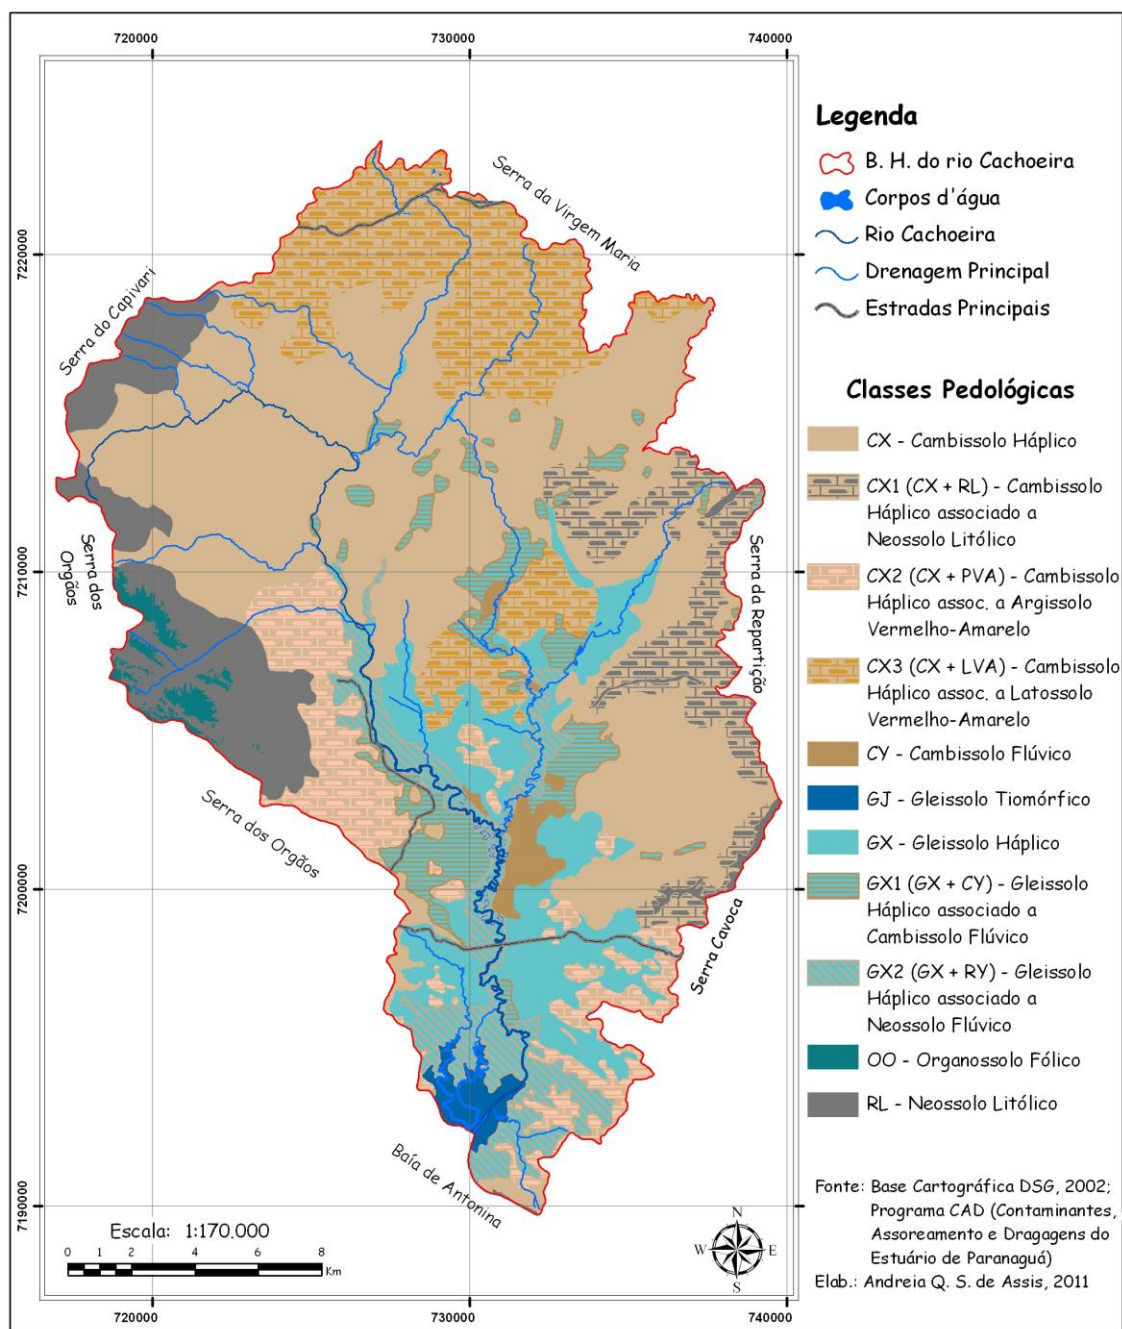 720000
730000
740000
7220000
7210000
7200000
7190000
Serra da Virgem Maria
Serra do Capivari
Serra dos
Orgãos
Serra da Repartição
Serra dos Orgãos
Serra Cavoca
Baía de Antonina
Escala: 1:170.000
0 1 2 4 6 8
Km
N
W E
S
720000
730000
740000
Legenda
B. H. do rio Cachoeira
Corpos d'água
Rio Cachoeira
Drenagem Principal
Estradas Principais
Classes Pedológicas
CX - Cambissolo Háplico
CX1 (CX + RL) - Cambissolo
Háplico associado a
Neossolo Litólico
CX2 (CX + PVA) - Cambissolo
Háplico assoc. a Argissolo
Vermelho-Amarelo
CX3 (CX + LVA) - Cambissolo
Háplico assoc. a Latossolo
Vermelho-Amarelo
CY - Cambissolo Flúvico
GJ - Gleissolo Tiomórfico
GX - Gleissolo Háplico
GX1 (GX + CY) - Gleissolo
Háplico associado a
Cambissolo Flúvico
GX2 (GX + RY) - Gleissolo
Háplico associado a
Neossolo Flúvico
OO - Organossolo Fólico
RL - Neossolo Litólico
Fonte: Base Cartográfica DSG, 2002;
Programa CAD (Contaminantes,
Assoreamento e Dragagens do
Estuário de Paranaguá)
Elab.: Andreia Q. S. de Assis, 2011